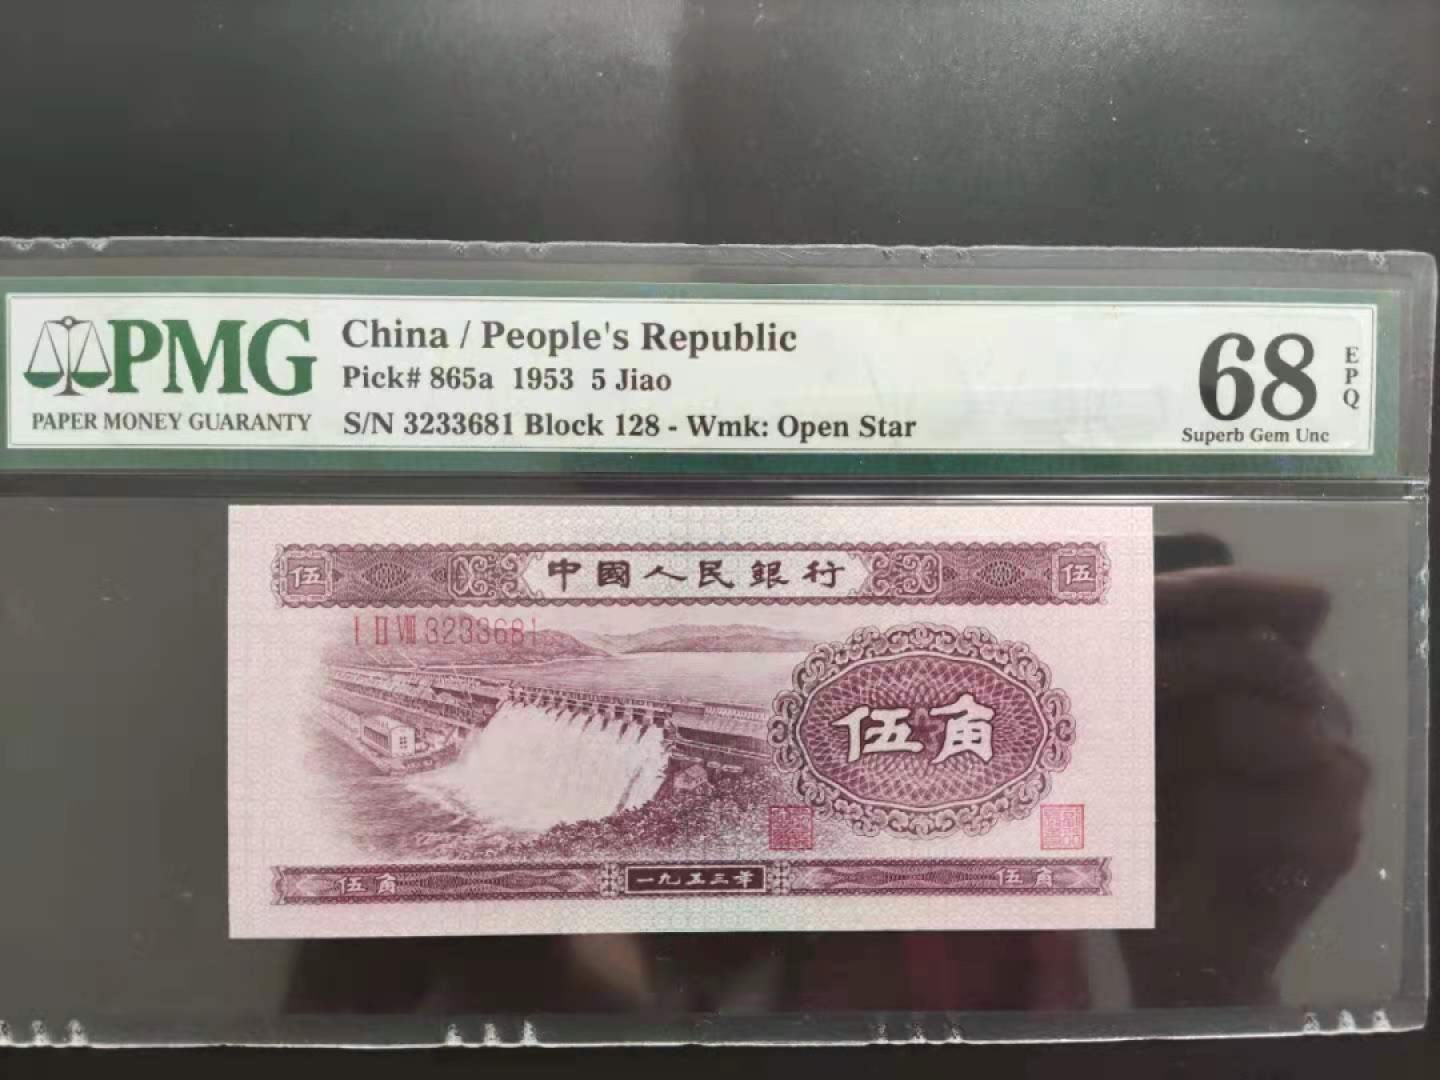 PMG
PAPER MONEY GUARANTY
China / People's Republic
Pick# 865a 1953 5 Jiao
S/N 3233681 Block 128 - Wmk: Open Star
68
EPQ
Superb Gem Unc
伍 中國人民銀行 伍
I II VIII 3233681
伍角
伍角 一九五三年 伍角